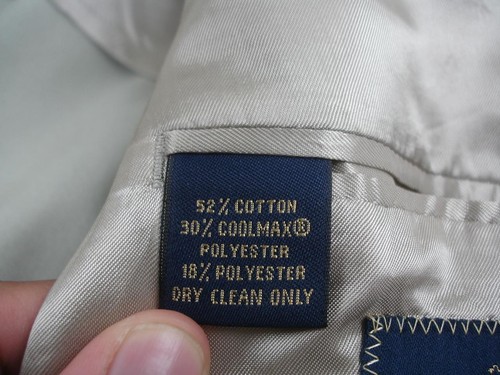 52% COTTON
30% COOLMAX®
POLYESTER
18% POLYESTER
DRY CLEAN ONLY